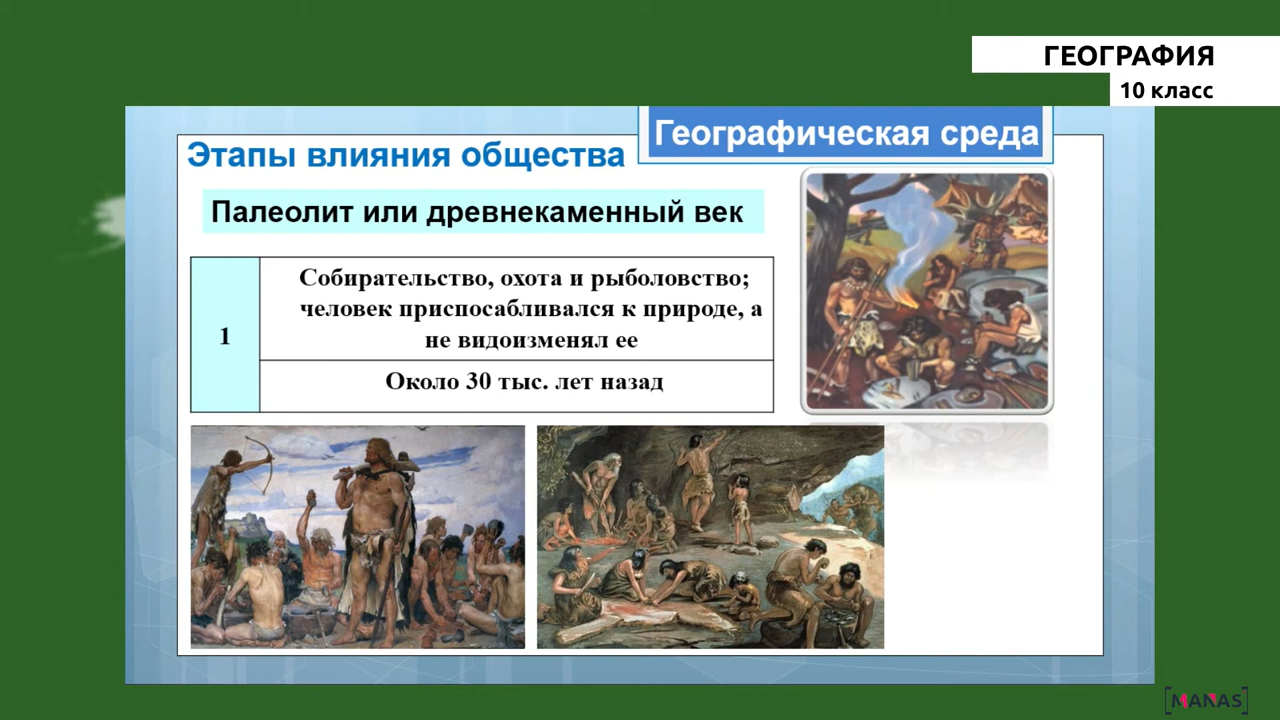 ГЕОГРАФИЯ
10 класс
Географическая среда
Этапы влияния общества
Палеолит или древнекаменный век
1
Собирательство, охота и рыболовство;
человек приспосабливался к природе, а
не видоизменял ее
Около 30 тыс. лет назад
MANAS